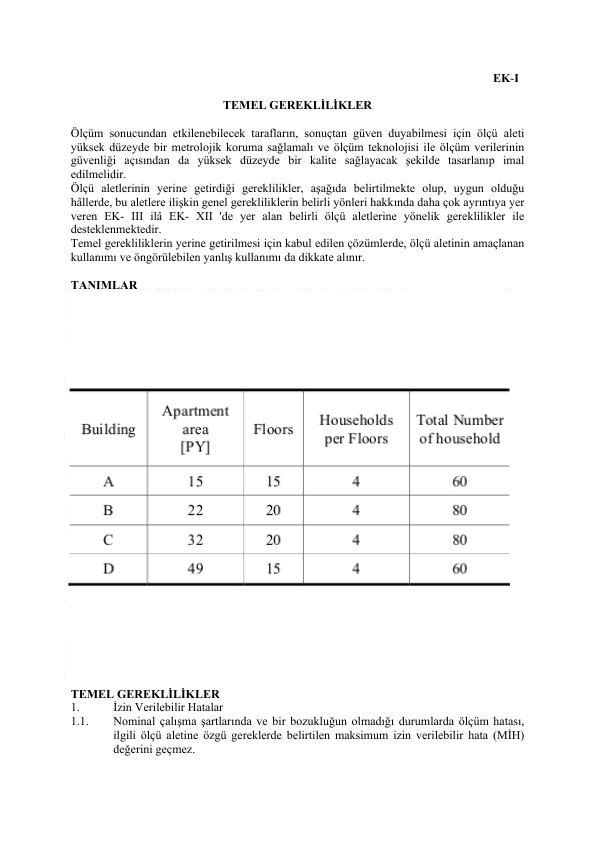 EK-I
TEMEL GEREKLİLİKLER
Ölçüm sonucundan etkilenebilecek tarafların, sonuçtan güven duyabilmesi için ölçü aleti
yüksek düzeyde bir metrolojik koruma sağlamalı ve ölçüm teknolojisi ile ölçüm verilerinin
güvenliği açısından da yüksek düzeyde bir kalite sağlayacak şekilde tasarlanıp imal
edilmelidir.
Ölçü aletlerinin yerine getirdiği gereklilikler, aşağıda belirtilmekte olup, uygun olduğu
hâllerde, bu aletlere ilişkin genel gerekliliklerin belirli yönleri hakkında daha çok ayrıntıya yer
veren EK- III ilâ EK- XII 'de yer alan belirli ölçü aletlerine yönelik gereklilikler ile
desteklenmektedir.
Temel gerekliliklerin yerine getirilmesi için kabul edilen çözümlerde, ölçü aletinin amaçlanan
kullanımı ve öngörülebilen yanlış kullanımı da dikkate alınır.
TANIMLAR
Building Apartment area [PY] Floors Households per Floors Total Number of household
A 15 15 4 60
B 22 20 4 80
C 32 20 4 80
D 49 15 4 60
TEMEL GEREKLİLİKLER
1. İzin Verilebilir Hatalar
1.1. Nominal çalışma şartlarında ve bir bozukluğun olmadığı durumlarda ölçüm hatası,
ilgili ölçü aletine özgü gereklerde belirtilen maksimum izin verilebilir hata (MİH)
değerini geçmez.